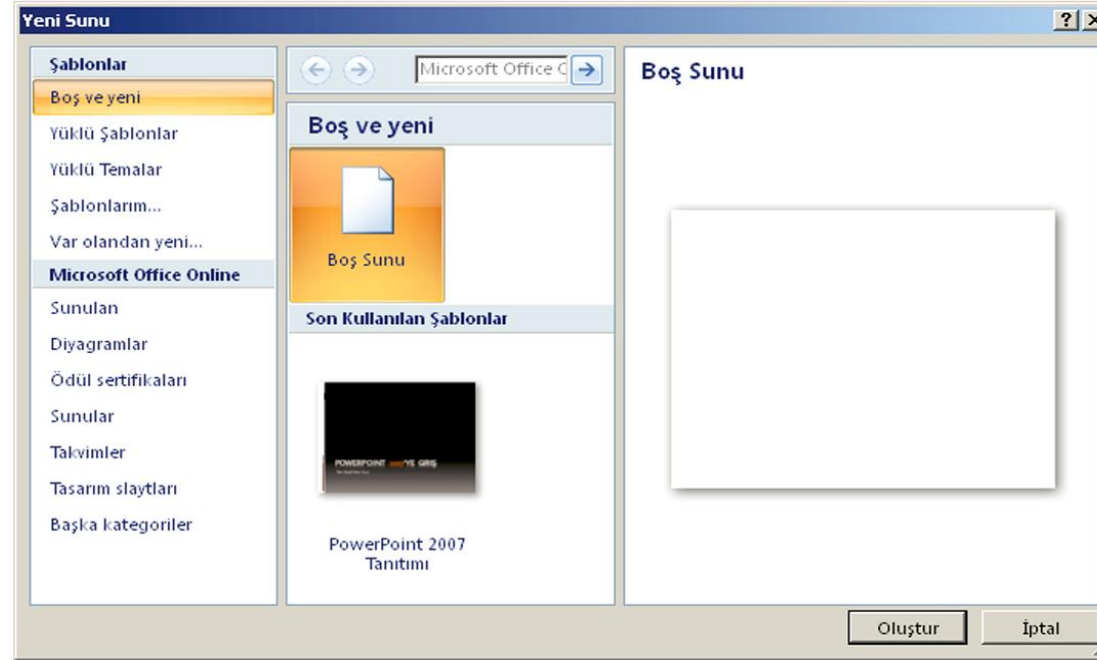 Yeni Sunu
Şablonlar
Boş ve yeni
Yüklü Şablonlar
Yüklü Temalar
Şablonlarım...
Var olandan yeni...
Microsoft Office Online
Sunulan
Diyagramlar
Ödül sertifikaları
Sunular
Takvimler
Tasarım slaytları
Başka kategoriler
Microsoft Office
Boş ve yeni
Boş Sunu
Son Kullanılan Şablonlar
POWERPOINT 2007'YE GİRİŞ
PowerPoint 2007
Tanıtımı
Boş Sunu
Oluştur
İptal